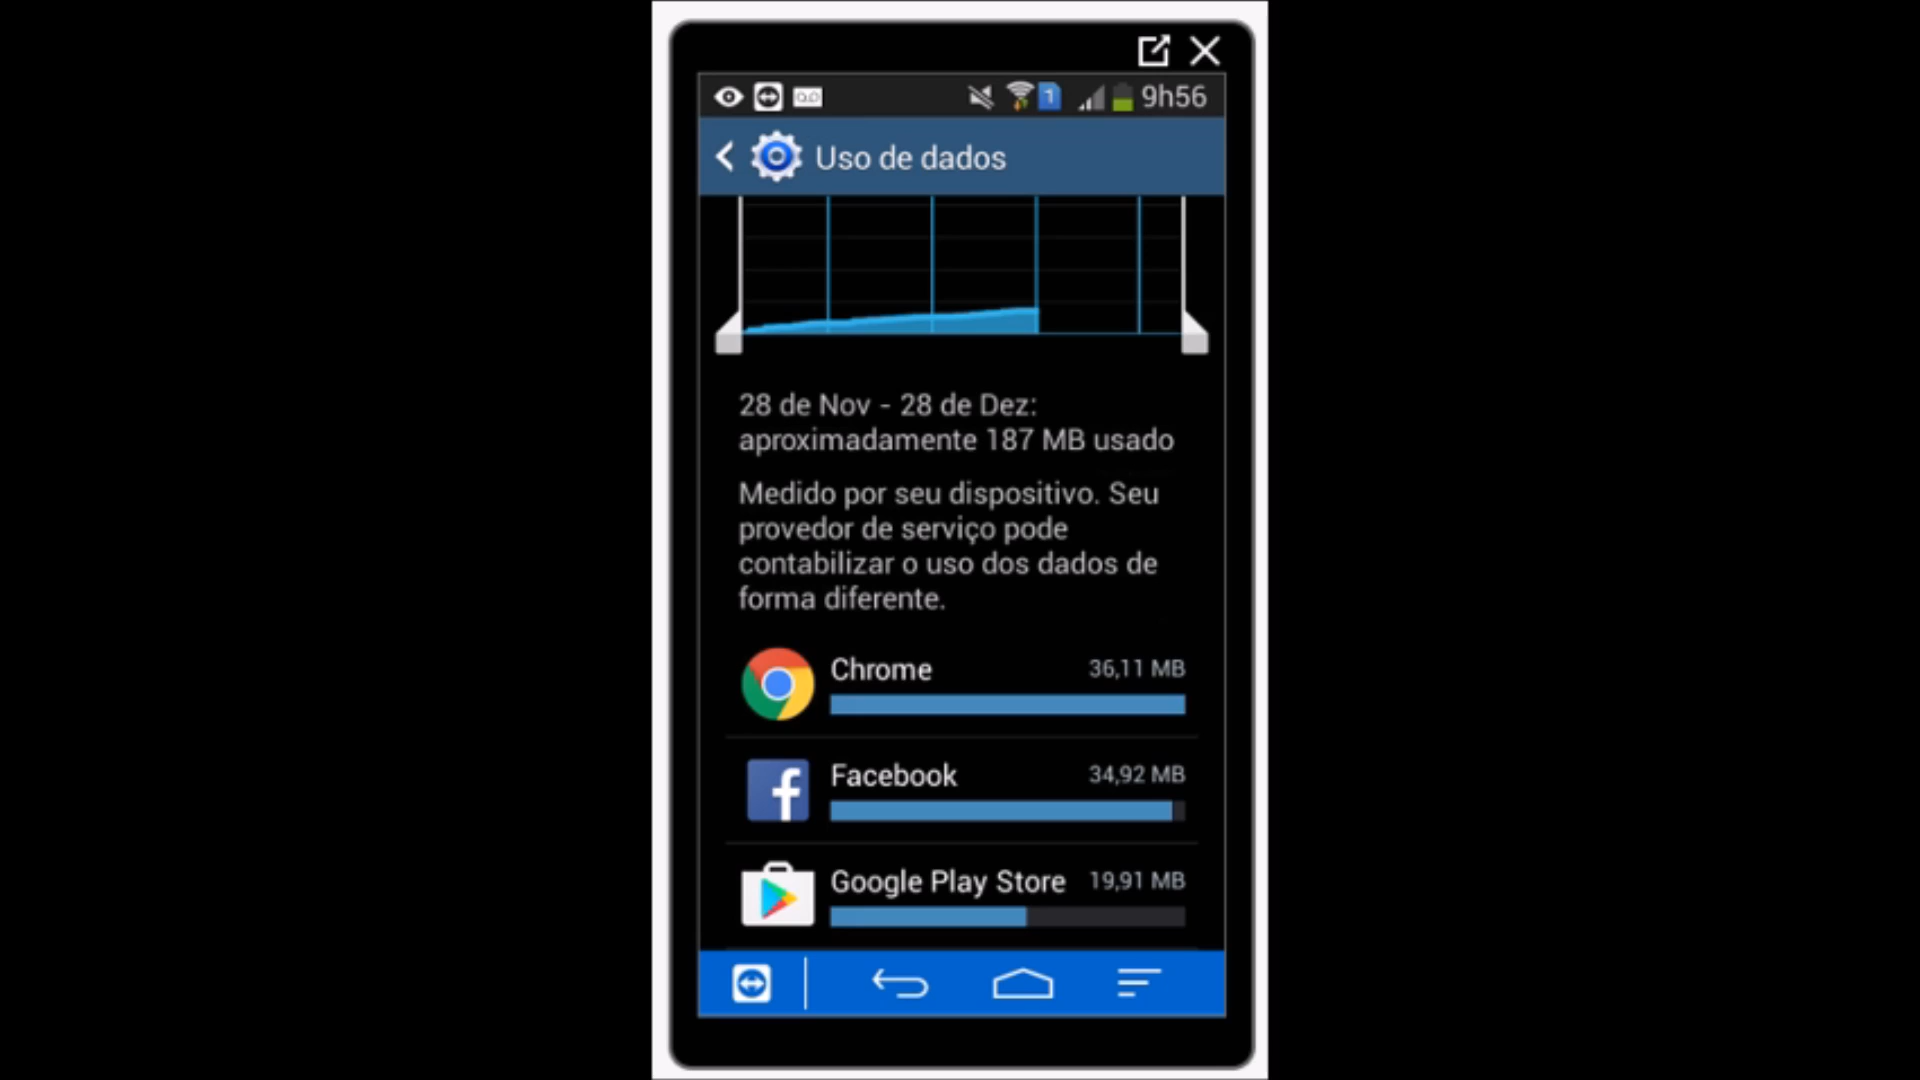 1 9h56
Uso de dados
28 de Nov - 28 de Dez:
aproximadamente 187 MB usado
Medido por seu dispositivo. Seu
provedor de serviço pode
contabilizar o uso dos dados de
forma diferente.
Chrome 36,11 MB
Facebook 34,92 MB
Google Play Store 19,91 MB